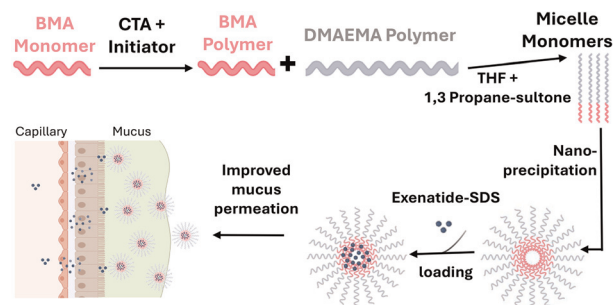 BMA
Monomer
CTA +
Initiator
BMA
Polymer
+
DMAEMA Polymer
THF +
1,3 Propane-sultone
Micelle
Monomers
Nano-
precipitation
Exenatide-SDS
loading
Improved
mucus
permeation
Capillary
Mucus